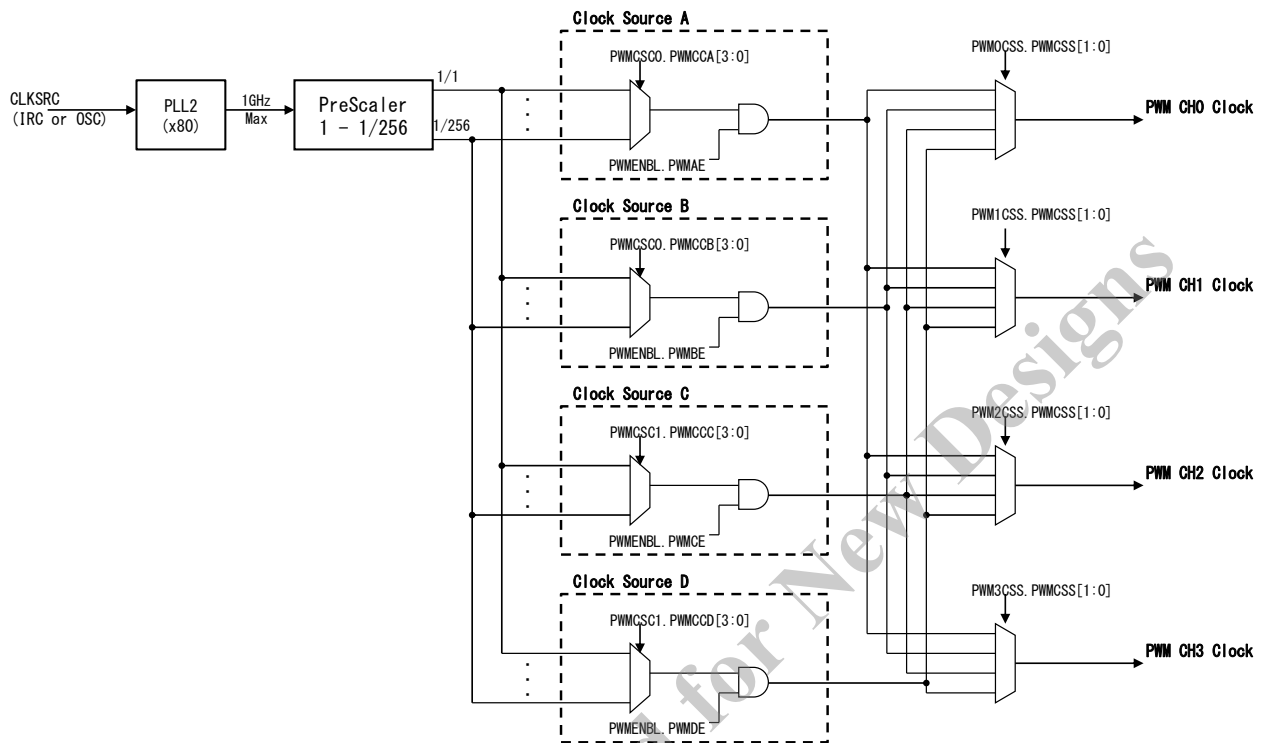 Clock Source A
PWMCSC0.PWMCCA[3:0]
PWM0CSS.PWMCSS[1:0]
CLKSRC
(IRC or OSC)
PLL2
(x80)
1GHz
Max
PreScaler
1 - 1/256
1/1
1/256
PWMENBL.PWMAE
PWM CH0 Clock
Clock Source B
PWMCSC0.PWMCCB[3:0]
PWM1CSS.PWMCSS[1:0]
PWMENBL.PWMBE
PWM CH1 Clock
Clock Source C
PWMCSC1.PWMCCC[3:0]
PWM2CSS.PWMCSS[1:0]
PWMENBL.PWMCE
PWM CH2 Clock
Clock Source D
PWMCSC1.PWMCCD[3:0]
PWM3CSS.PWMCSS[1:0]
PWMENBL.PWMDE
PWM CH3 Clock
for New Designs